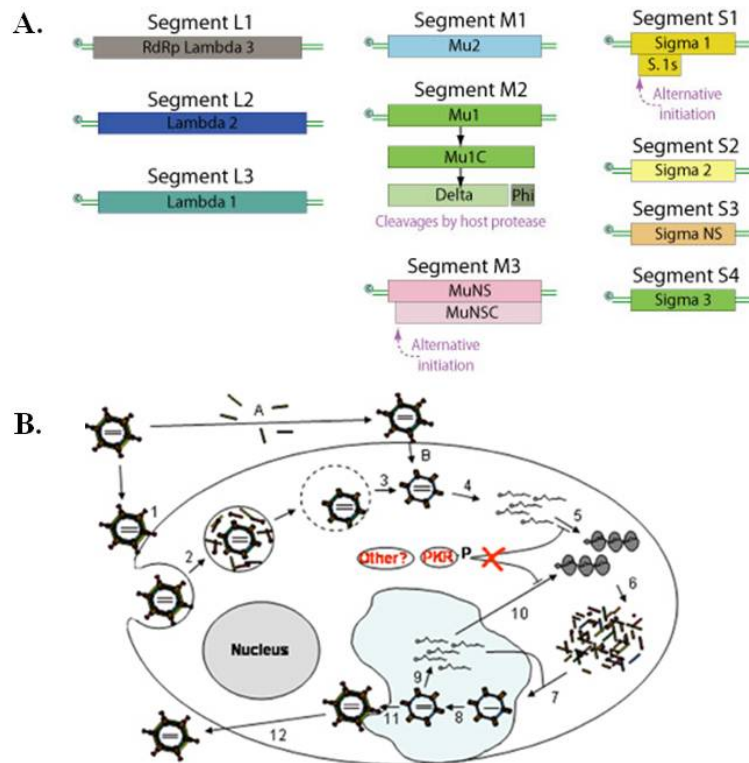 A.
Segment L1
RdRp Lambda 3
Segment L2
Lambda 2
Segment L3
Lambda 1
Segment M1
Mu2
Segment M2
Mu1
Mu1C
Delta
Phi
Cleavages by host protease
Segment M3
MuNS
MuNSC
Alternative
initiation
Segment S1
Sigma 1
S. 1s
Alternative
initiation
Segment S2
Sigma 2
Segment S3
Sigma NS
Segment S4
Sigma 3
B.
A
B
1
2
3
4
5
Other?
PKR
P
6
10
Nucleus
9
7
11
8
12